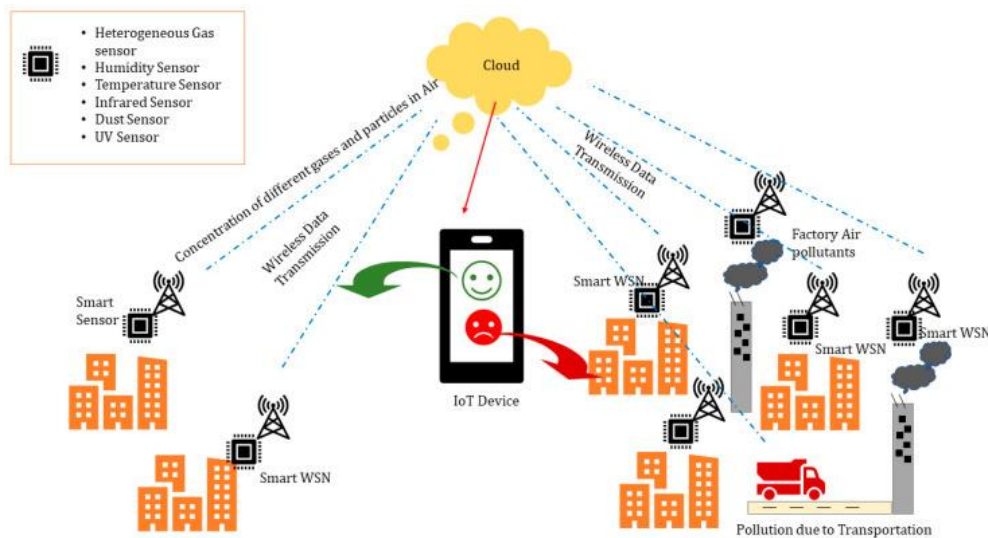 • Heterogeneous Gas
sensor
• Humidity Sensor
• Temperature Sensor
• Infrared Sensor
• Dust Sensor
• UV Sensor
Cloud
Concentration of different gases and particles in Air
Wireless Data
Transmission
Wireless Data
Transmission
Factory Air
pollutants
Smart
Sensor
Smart WSN
Smart WSN
Smart WSN
IoT Device
Smart WSN
Pollution due to Transportation